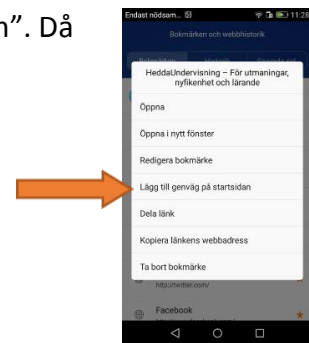 n". Då
Endast nödsam... 11:28
Bokmärken och webbhistorik
HeddaUndervisning – För utmaningar,
nyfikenhet och lärande
Öppna
Öppna i nytt fönster
Redigera bokmärke
Lägg till genväg på startsidan
Dela länk
Kopiera länkens webbadress
Ta bort bokmärke
http://twitter.com/
Facebook